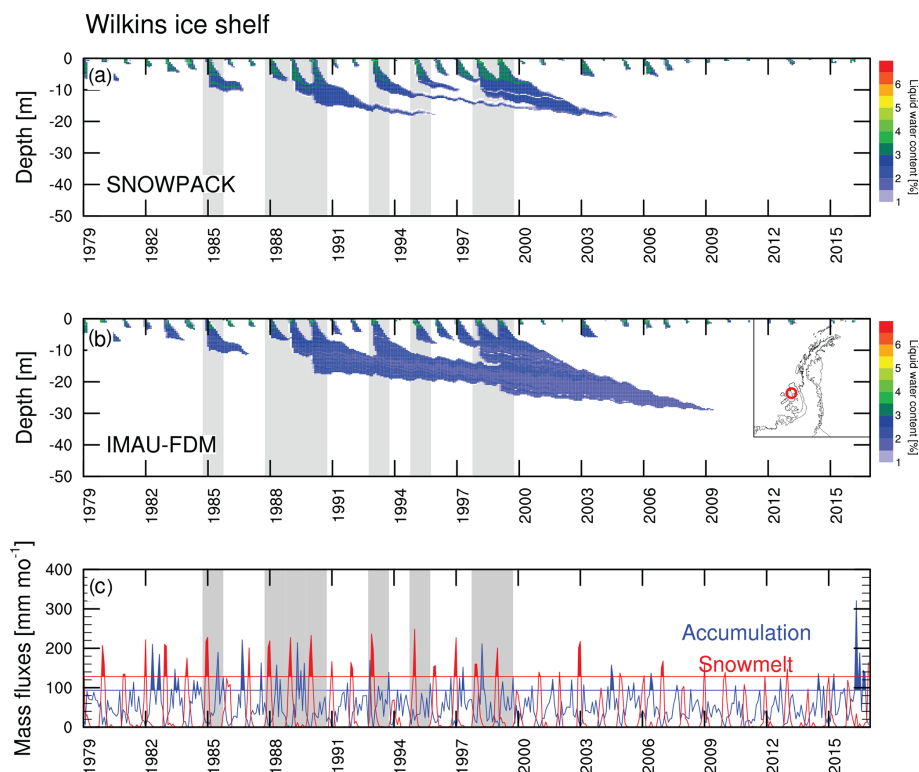 Wilkins ice shelf
(a)
SNOWPACK
Depth [m]
0
-10
-20
-30
-40
-50
1979 1982 1985 1988 1991 1994 1997 2000 2003 2006 2009 2012 2015
6
5
4
3
2
1
Liquid water content [%]
(b)
IMAU-FDM
Depth [m]
0
-10
-20
-30
-40
-50
1979 1982 1985 1988 1991 1994 1997 2000 2003 2006 2009 2012 2015
6
5
4
3
2
1
Liquid water content [%]
(c)
Mass fluxes [mm mo⁻¹]
400
300
200
100
0
Accumulation
Snowmelt
1979 1982 1985 1988 1991 1994 1997 2000 2003 2006 2009 2012 2015